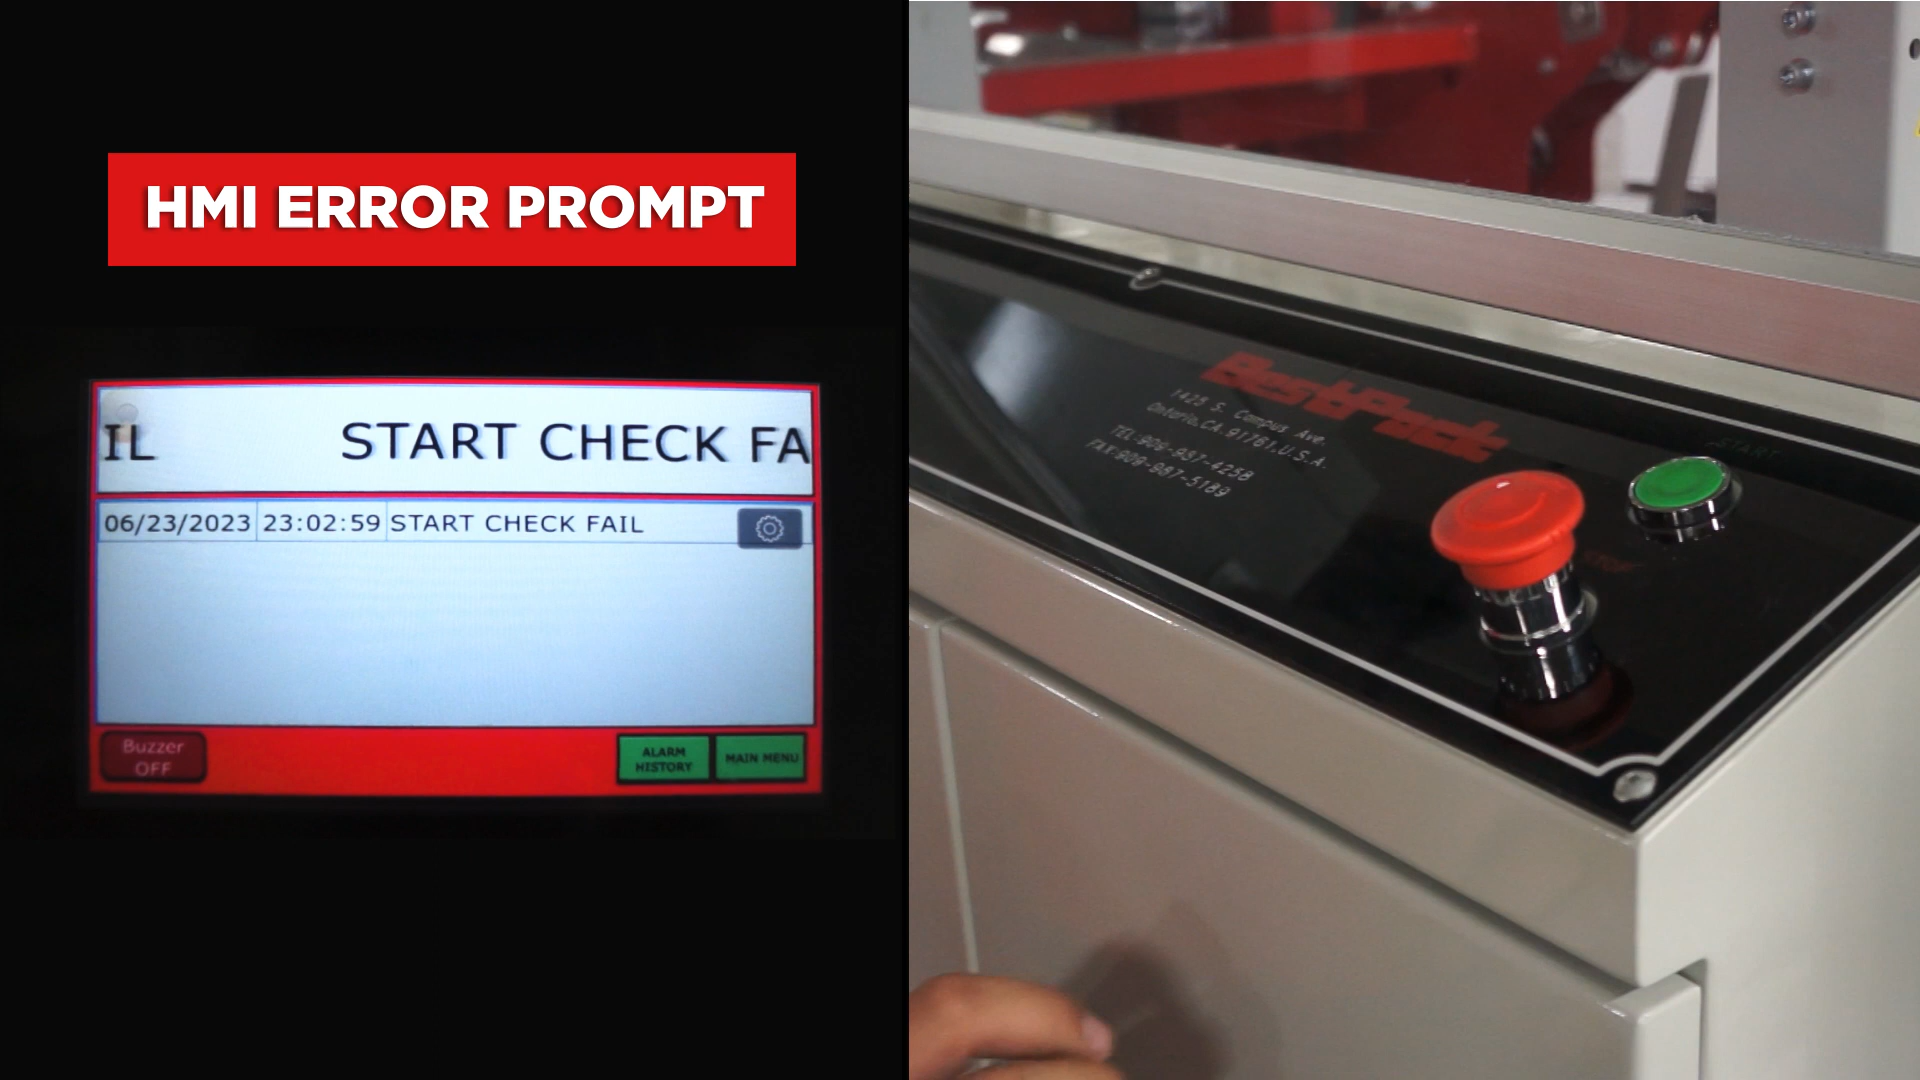 HMI ERROR PROMPT
IL START CHECK FA
06/23/2023 23:02:59 START CHECK FAIL
Buzzer
OFF
ALARM
HISTORY
MAIN MENU
BestPack
1425 S. Campus Ave.
Ontario,CA.91761,U.S.A.
TEL:909-987-4258
FAX:909-987-5189
START